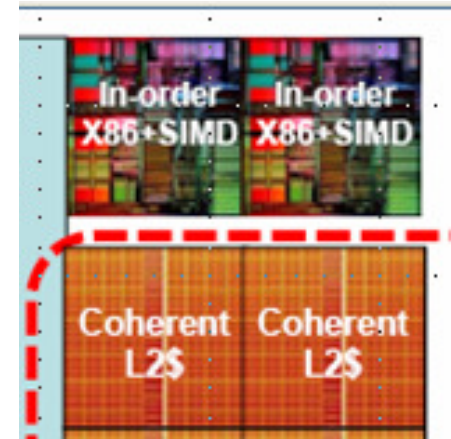 In-order In-order
X86+SIMD X86+SIMD
Coherent Coherent
L2$ L2$